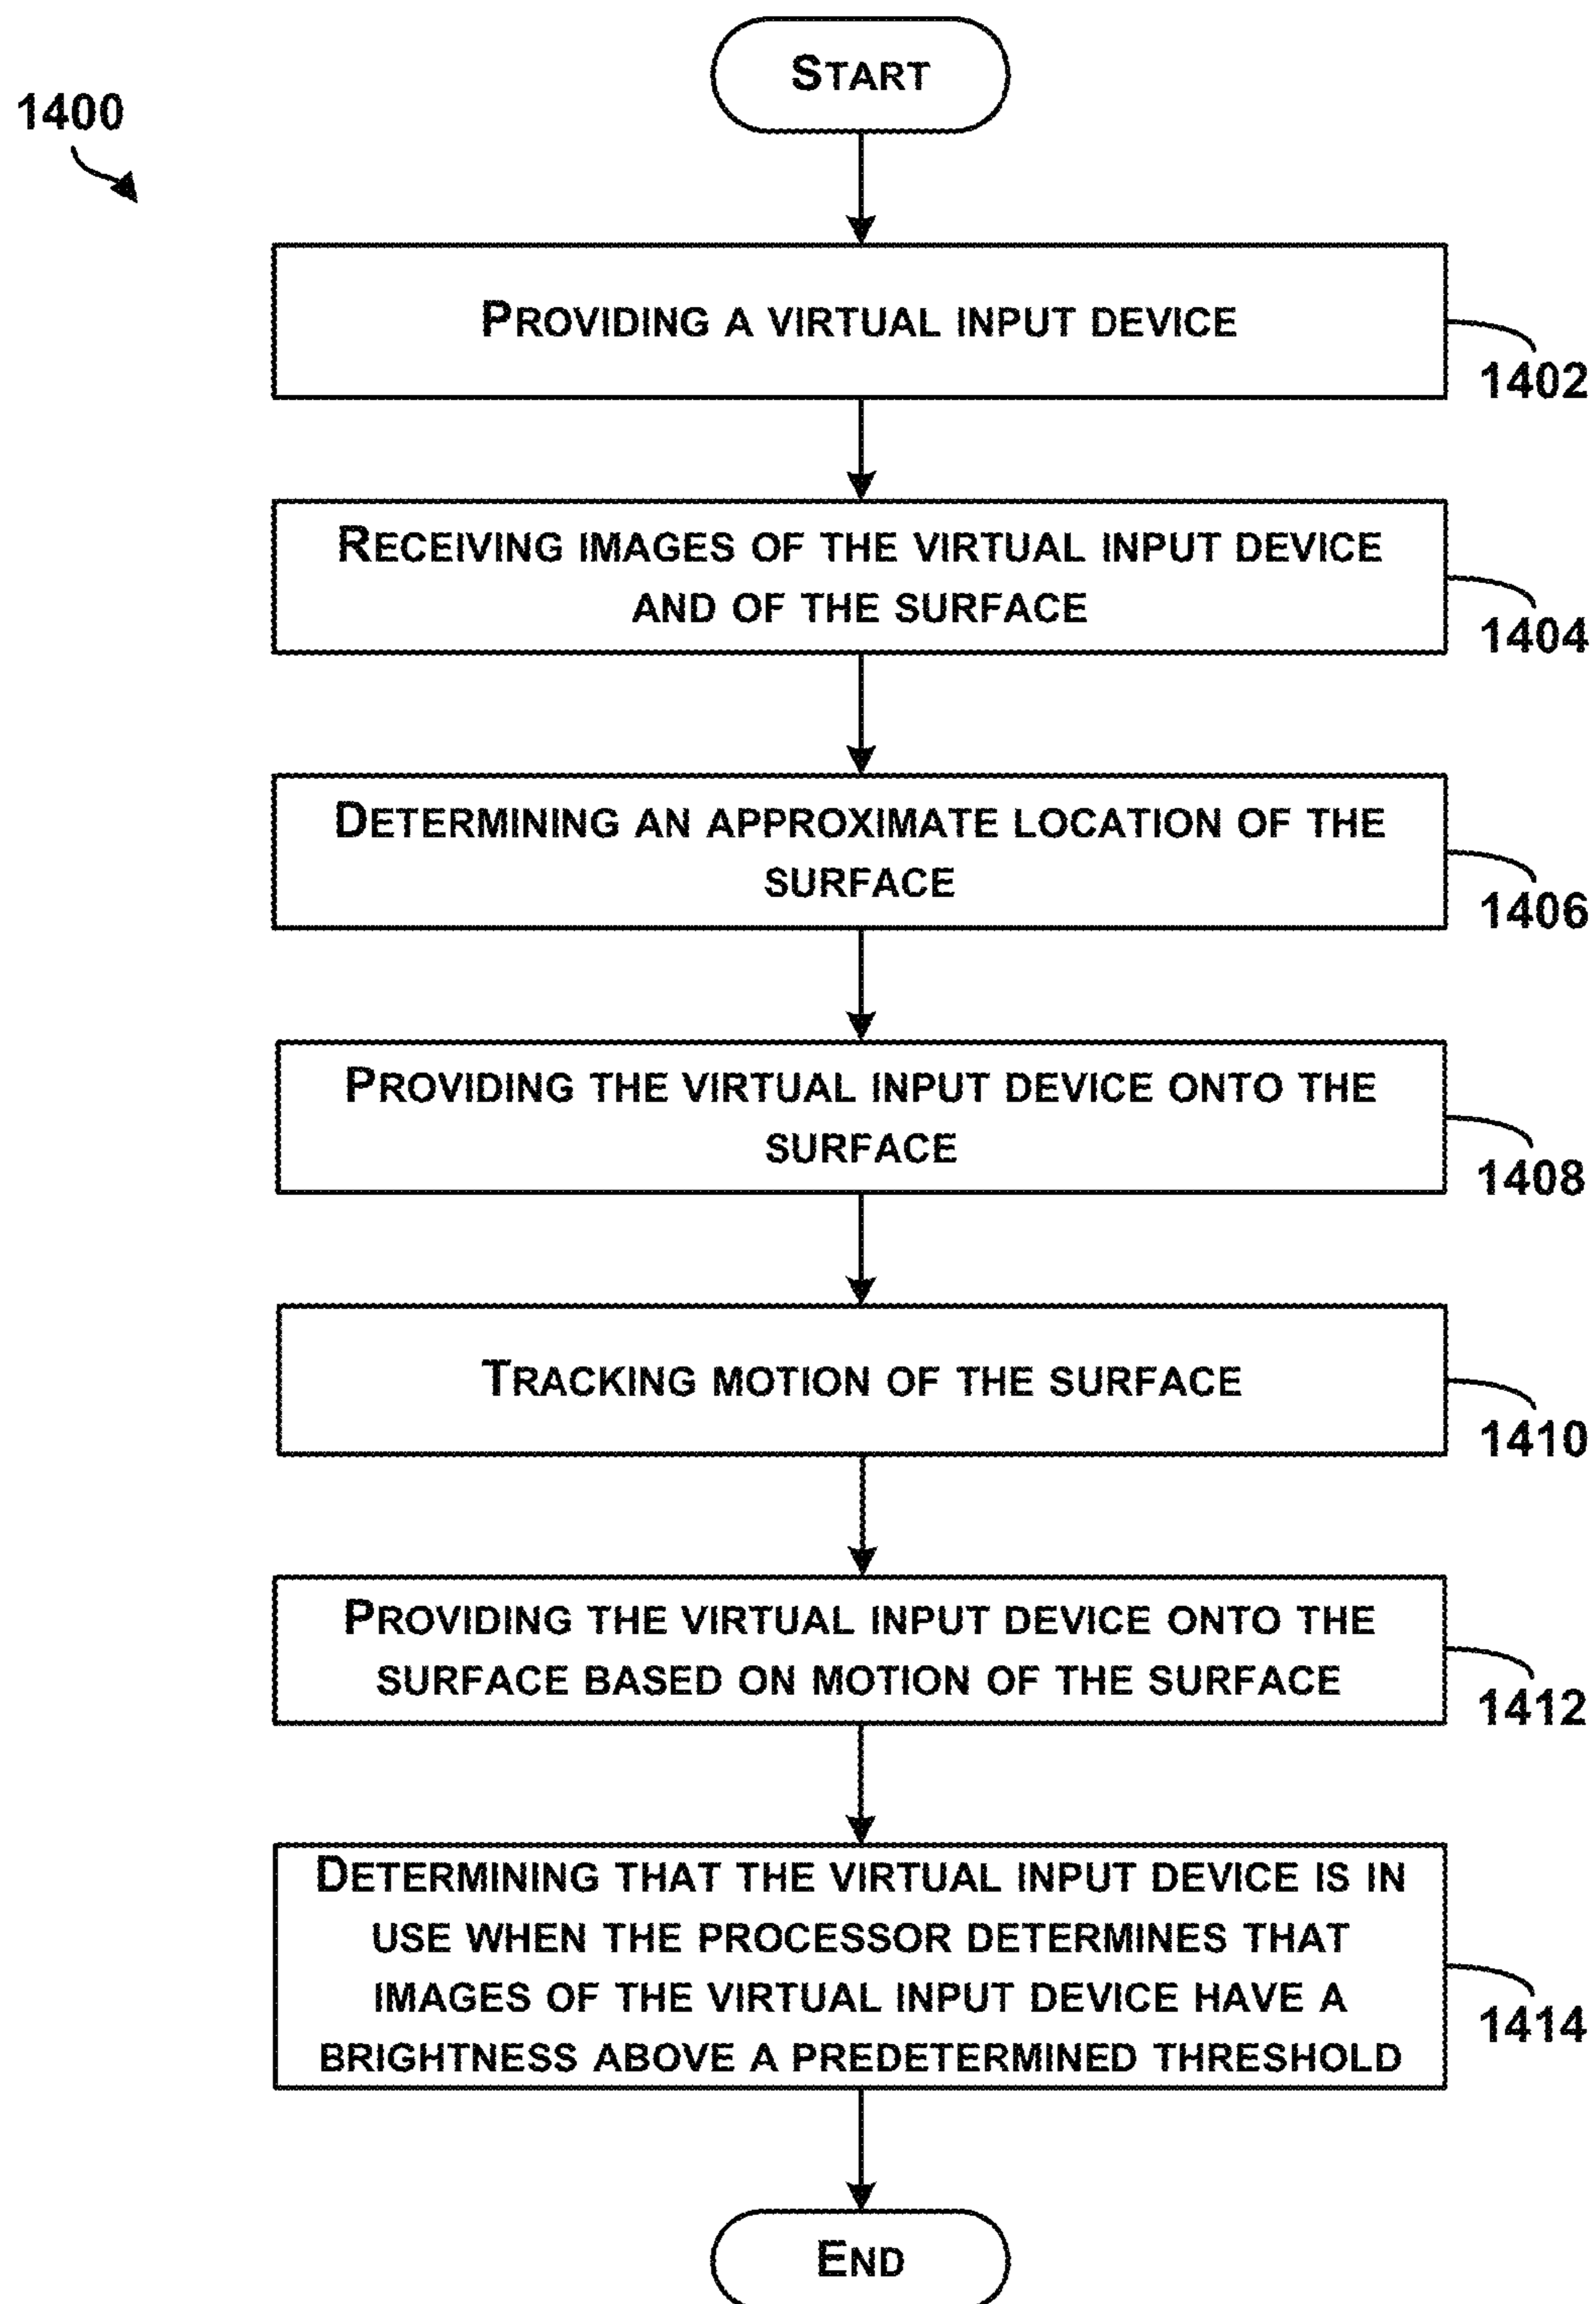 1400
START
PROVIDING A VIRTUAL INPUT DEVICE
1402
RECEIVING IMAGES OF THE VIRTUAL INPUT DEVICE
AND OF THE SURFACE
1404
DETERMINING AN APPROXIMATE LOCATION OF THE
SURFACE
1406
PROVIDING THE VIRTUAL INPUT DEVICE ONTO THE
SURFACE
1408
TRACKING MOTION OF THE SURFACE
1410
PROVIDING THE VIRTUAL INPUT DEVICE ONTO THE
SURFACE BASED ON MOTION OF THE SURFACE
1412
DETERMINING THAT THE VIRTUAL INPUT DEVICE IS IN
USE WHEN THE PROCESSOR DETERMINES THAT
IMAGES OF THE VIRTUAL INPUT DEVICE HAVE A
BRIGHTNESS ABOVE A PREDETERMINED THRESHOLD
1414
END